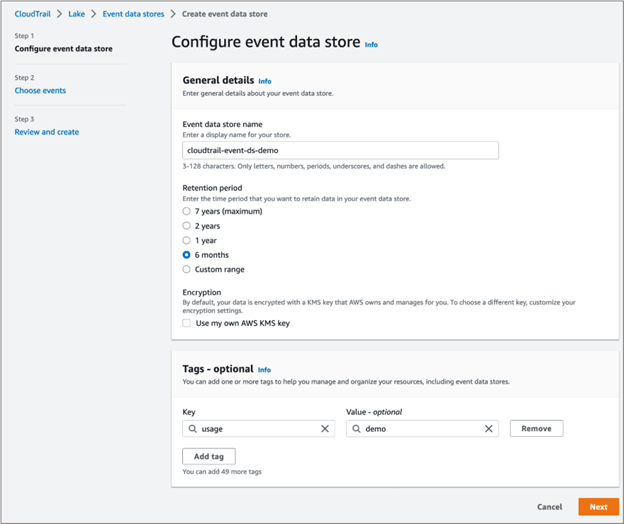 CloudTrail > Lake > Event data stores > Create event data store
Step 1
Configure event data store
Step 2
Choose events
Step 3
Review and create
Configure event data store Info
General details Info
Enter general details about your event data store.
Event data store name
Enter a display name for your store.
cloudtrail-event-ds-demo
3-128 characters. Only letters, numbers, periods, underscores, and dashes are allowed.
Retention period
Enter the time period that you want to retain data in your event data store.
7 years (maximum)
2 years
1 year
6 months
Custom range
Encryption
By default, your data is encrypted with a KMS key that AWS owns and manages for you. To choose a different key, customize your
encryption settings.
Use my own AWS KMS key
Tags - optional Info
You can add one or more tags to help you manage and organize your resources, including event data stores.
Key Value - optional
usage demo Remove
Add tag
You can add 49 more tags
Cancel Next